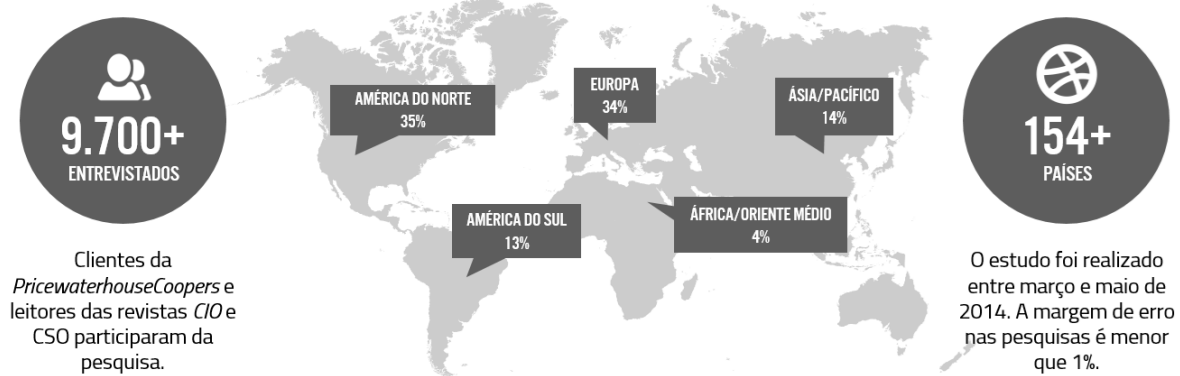 9.700+
ENTREVISTADOS
Clientes da
PricewaterhouseCoopers e
leitores das revistas CIO e
CSO participaram da
pesquisa.
AMÉRICA DO NORTE
35%
EUROPA
34%
ÁSIA/PACÍFICO
14%
AMÉRICA DO SUL
13%
ÁFRICA/ORIENTE MÉDIO
4%
154+
PAÍSES
O estudo foi realizado
entre março e maio de
2014. A margem de erro
nas pesquisas é menor
que 1%.